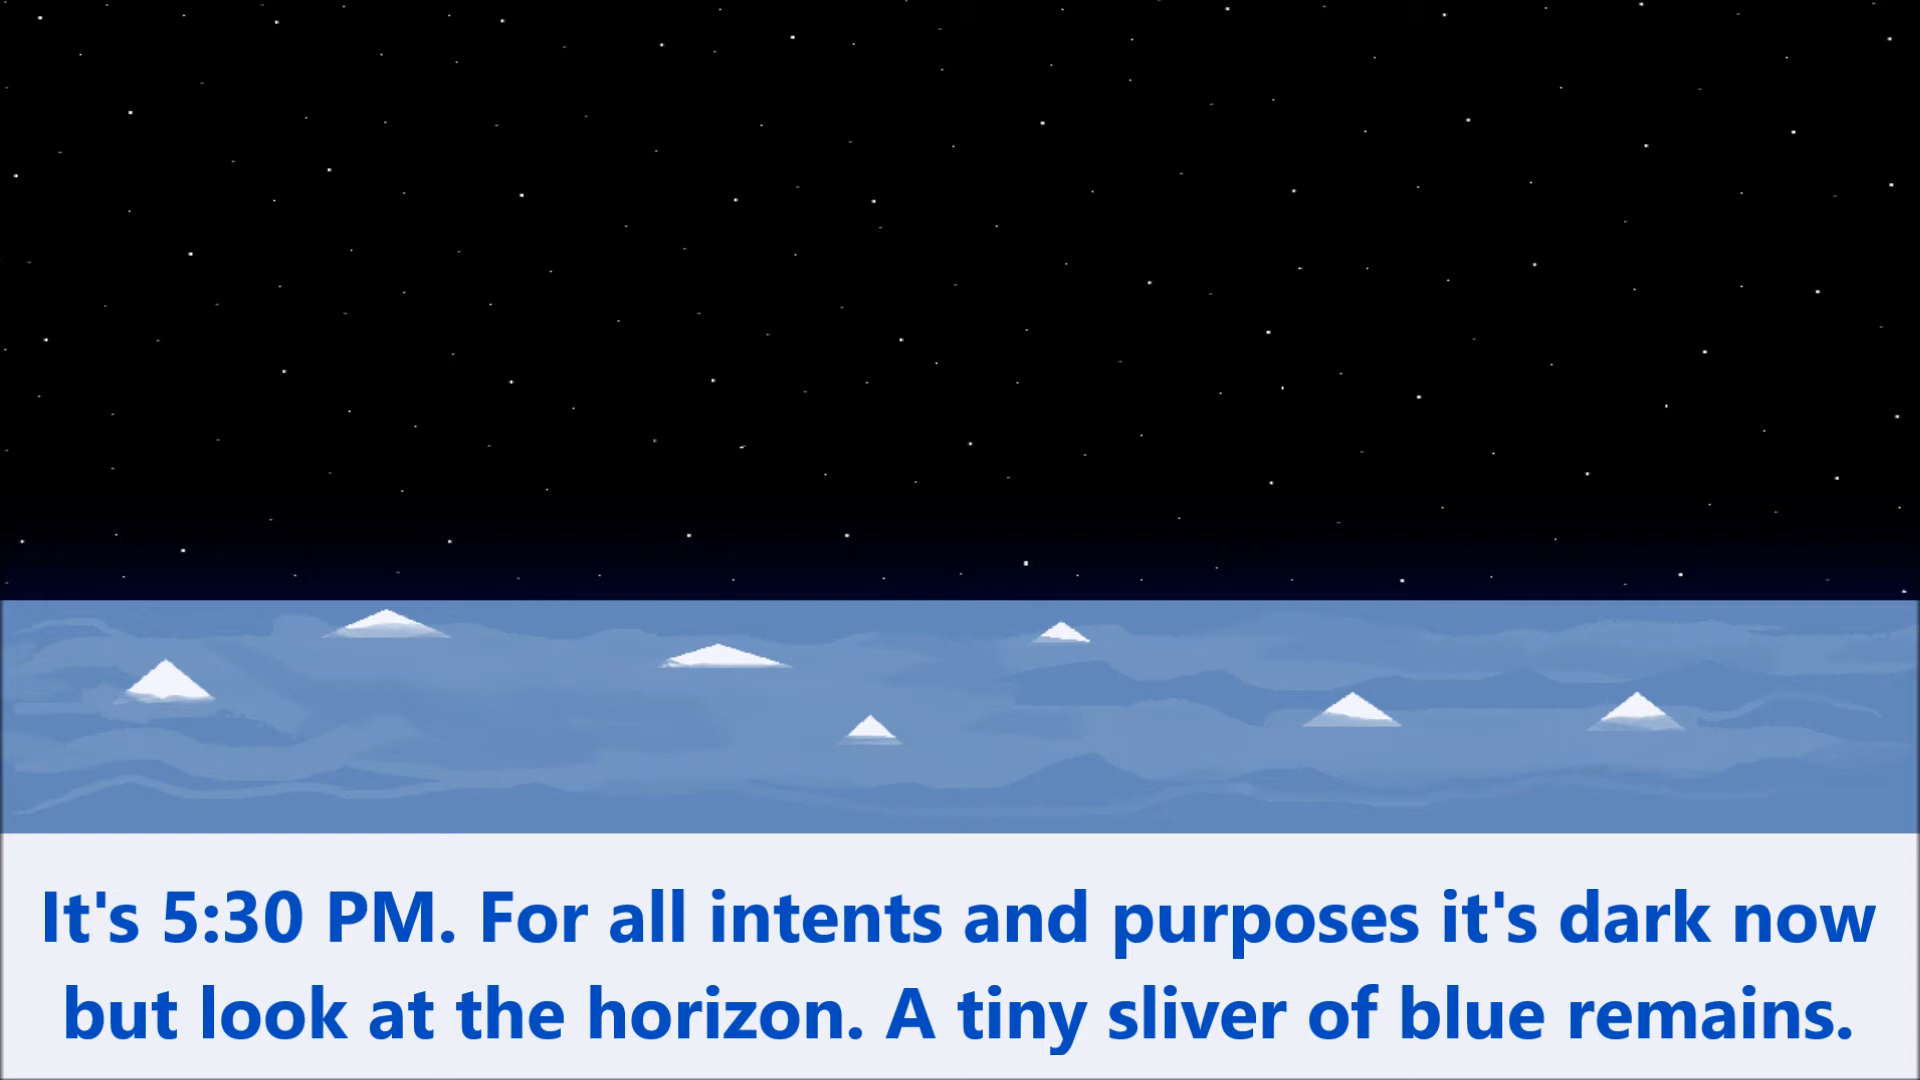 It's 5:30 PM. For all intents and purposes it's dark now
but look at the horizon. A tiny sliver of blue remains.